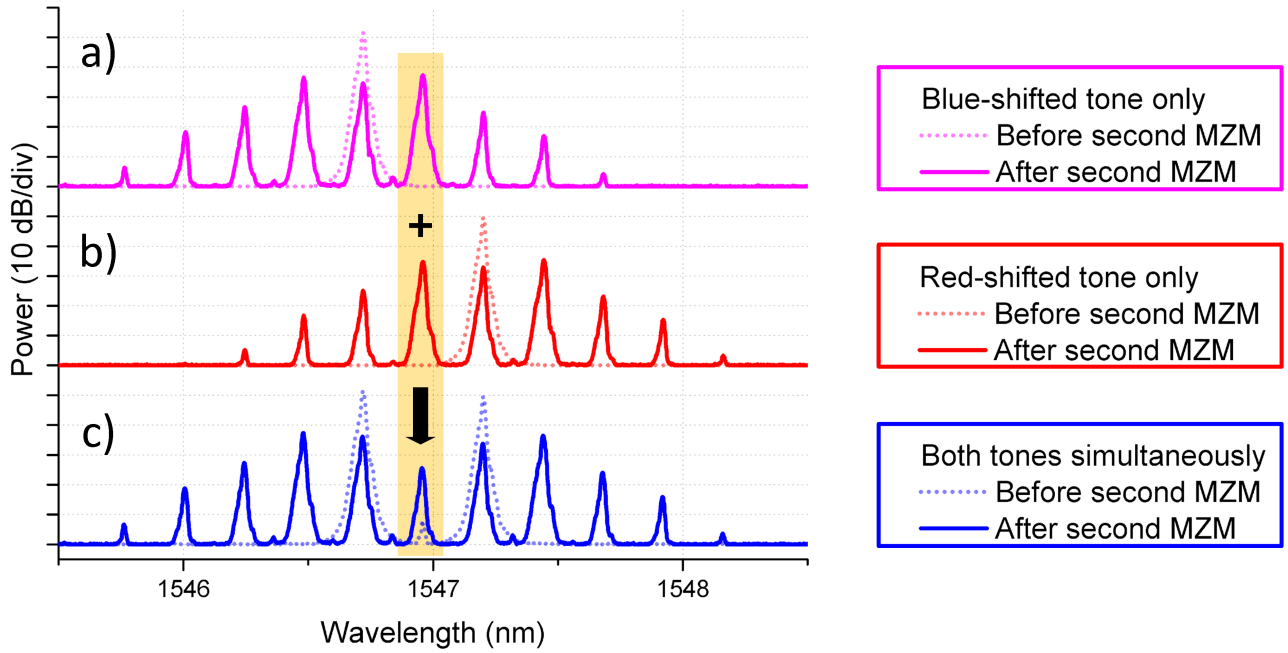 a)
Blue-shifted tone only
Before second MZM
After second MZM
+
b)
Red-shifted tone only
Before second MZM
After second MZM
c)
Both tones simultaneously
Before second MZM
After second MZM
Power (10 dB/div)
1546
1547
1548
Wavelength (nm)